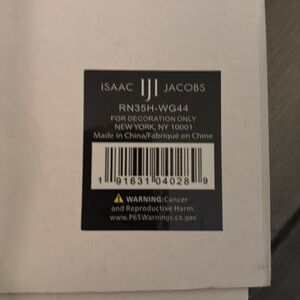 ISAAC IJI JACOBS
RN35H-WG44
FOR DECORATION ONLY
NEW YORK, NY 10001
Made in China/Fabriqué en Chine
1 91631 04028 9
⚠ WARNING:Cancer
and Reproductive Harm:
www.P65Warnings.ca.gov